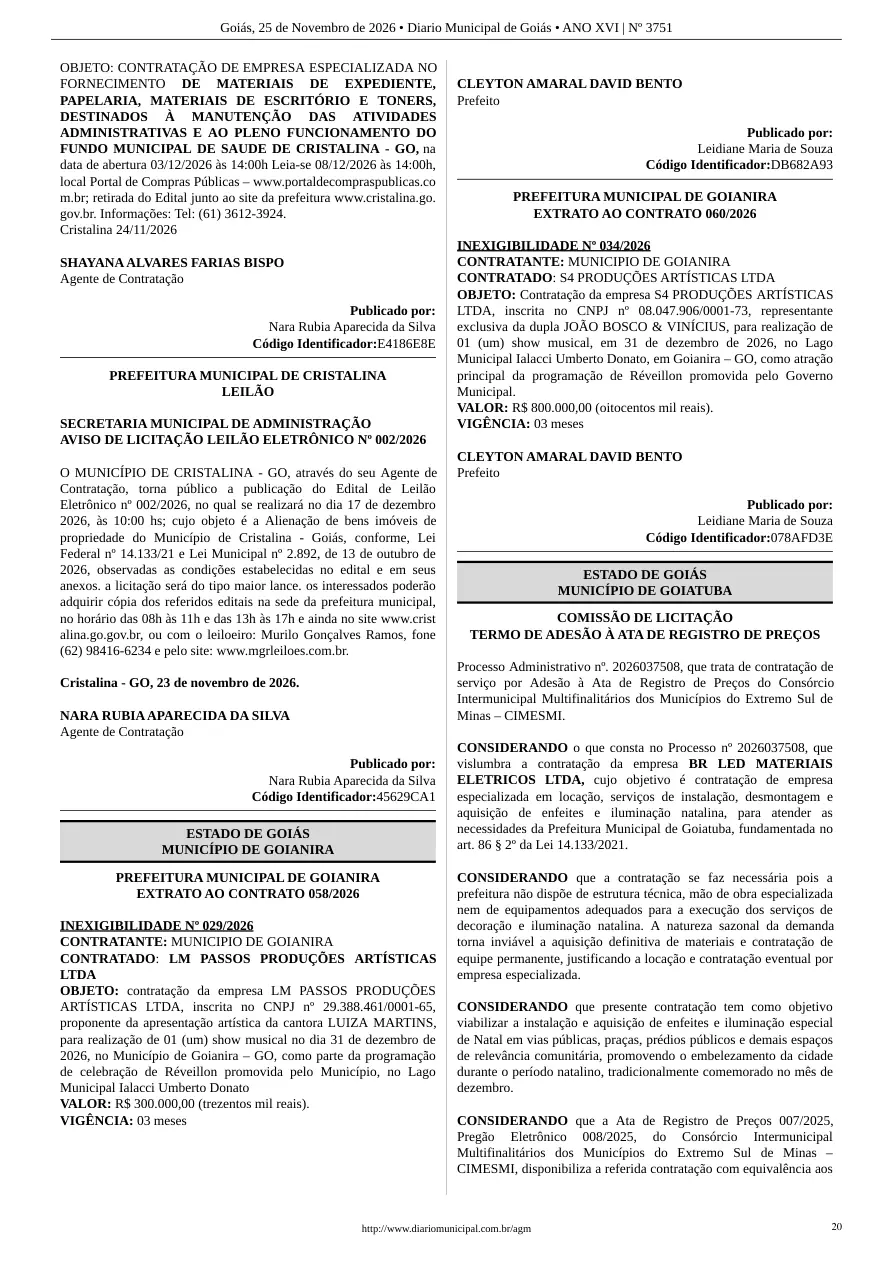 Goiás, 25 de Novembro de 2026 • Diario Municipal de Goiás • ANO XVI | Nº 3751
OBJETO: CONTRATAÇÃO DE EMPRESA ESPECIALIZADA NO
FORNECIMENTO DE MATERIAIS DE EXPEDIENTE,
PAPELARIA, MATERIAIS DE ESCRITÓRIO E TONERS,
DESTINADOS À MANUTENÇÃO DAS ATIVIDADES
ADMINISTRATIVAS E AO PLENO FUNCIONAMENTO DO
FUNDO MUNICIPAL DE SAUDE DE CRISTALINA - GO, na
data de abertura 03/12/2026 às 14:00h Leia-se 08/12/2026 às 14:00h,
local Portal de Compras Públicas – www.portaldecompraspublicas.co
m.br; retirada do Edital junto ao site da prefeitura www.cristalina.go.
gov.br. Informações: Tel: (61) 3612-3924.
Cristalina 24/11/2026
SHAYANA ALVARES FARIAS BISPO
Agente de Contratação
Publicado por:
Nara Rubia Aparecida da Silva
Código Identificador:E4186E8E
PREFEITURA MUNICIPAL DE CRISTALINA
LEILÃO
SECRETARIA MUNICIPAL DE ADMINISTRAÇÃO
AVISO DE LICITAÇÃO LEILÃO ELETRÔNICO Nº 002/2026
O MUNICÍPIO DE CRISTALINA - GO, através do seu Agente de
Contratação, torna público a publicação do Edital de Leilão
Eletrônico nº 002/2026, no qual se realizará no dia 17 de dezembro
2026, às 10:00 hs; cujo objeto é a Alienação de bens imóveis de
propriedade do Município de Cristalina - Goiás, conforme, Lei
Federal nº 14.133/21 e Lei Municipal nº 2.892, de 13 de outubro de
2026, observadas as condições estabelecidas no edital e em seus
anexos. a licitação será do tipo maior lance. os interessados poderão
adquirir cópia dos referidos editais na sede da prefeitura municipal,
no horário das 08h às 11h e das 13h às 17h e ainda no site www.crist
alina.go.gov.br, ou com o leiloeiro: Murilo Gonçalves Ramos, fone
(62) 98416-6234 e pelo site: www.mgrleiloes.com.br.
Cristalina - GO, 23 de novembro de 2026.
NARA RUBIA APARECIDA DA SILVA
Agente de Contratação
Publicado por:
Nara Rubia Aparecida da Silva
Código Identificador:45629CA1
ESTADO DE GOIÁS
MUNICÍPIO DE GOIANIRA
PREFEITURA MUNICIPAL DE GOIANIRA
EXTRATO AO CONTRATO 058/2026
INEXIGIBILIDADE Nº 029/2026
CONTRATANTE: MUNICIPIO DE GOIANIRA
CONTRATADO: LM PASSOS PRODUÇÕES ARTÍSTICAS
LTDA
OBJETO: contratação da empresa LM PASSOS PRODUÇÕES
ARTÍSTICAS LTDA, inscrita no CNPJ nº 29.388.461/0001-65,
proponente da apresentação artística da cantora LUIZA MARTINS,
para realização de 01 (um) show musical no dia 31 de dezembro de
2026, no Município de Goianira – GO, como parte da programação
de celebração de Réveillon promovida pelo Município, no Lago
Municipal Ialacci Umberto Donato
VALOR: R$ 300.000,00 (trezentos mil reais).
VIGÊNCIA: 03 meses
CLEYTON AMARAL DAVID BENTO
Prefeito
Publicado por:
Leidiane Maria de Souza
Código Identificador:DB682A93
PREFEITURA MUNICIPAL DE GOIANIRA
EXTRATO AO CONTRATO 060/2026
INEXIGIBILIDADE Nº 034/2026
CONTRATANTE: MUNICIPIO DE GOIANIRA
CONTRATADO: S4 PRODUÇÕES ARTÍSTICAS LTDA
OBJETO: Contratação da empresa S4 PRODUÇÕES ARTÍSTICAS
LTDA, inscrita no CNPJ nº 08.047.906/0001-73, representante
exclusiva da dupla JOÃO BOSCO & VINÍCIUS, para realização de
01 (um) show musical, em 31 de dezembro de 2026, no Lago
Municipal Ialacci Umberto Donato, em Goianira – GO, como atração
principal da programação de Réveillon promovida pelo Governo
Municipal.
VALOR: R$ 800.000,00 (oitocentos mil reais).
VIGÊNCIA: 03 meses
CLEYTON AMARAL DAVID BENTO
Prefeito
Publicado por:
Leidiane Maria de Souza
Código Identificador:078AFD3E
ESTADO DE GOIÁS
MUNICÍPIO DE GOIATUBA
COMISSÃO DE LICITAÇÃO
TERMO DE ADESÃO À ATA DE REGISTRO DE PREÇOS
Processo Administrativo nº. 2026037508, que trata de contratação de
serviço por Adesão à Ata de Registro de Preços do Consórcio
Intermunicipal Multifinalitários dos Municípios do Extremo Sul de
Minas – CIMESMI.
CONSIDERANDO o que consta no Processo nº 2026037508, que
vislumbra a contratação da empresa BR LED MATERIAIS
ELETRICOS LTDA, cujo objetivo é contratação de empresa
especializada em locação, serviços de instalação, desmontagem e
aquisição de enfeites e iluminação natalina, para atender as
necessidades da Prefeitura Municipal de Goiatuba, fundamentada no
art. 86 § 2º da Lei 14.133/2021.
CONSIDERANDO que a contratação se faz necessária pois a
prefeitura não dispõe de estrutura técnica, mão de obra especializada
nem de equipamentos adequados para a execução dos serviços de
decoração e iluminação natalina. A natureza sazonal da demanda
torna inviável a aquisição definitiva de materiais e contratação de
equipe permanente, justificando a locação e contratação eventual por
empresa especializada.
CONSIDERANDO que presente contratação tem como objetivo
viabilizar a instalação e aquisição de enfeites e iluminação especial
de Natal em vias públicas, praças, prédios públicos e demais espaços
de relevância comunitária, promovendo o embelezamento da cidade
durante o período natalino, tradicionalmente comemorado no mês de
dezembro.
CONSIDERANDO que a Ata de Registro de Preços 007/2025,
Pregão Eletrônico 008/2025, do Consórcio Intermunicipal
Multifinalitários dos Municípios do Extremo Sul de Minas –
CIMESMI, disponibiliza a referida contratação com equivalência aos
http://www.diariomunicipal.com.br/agm
20